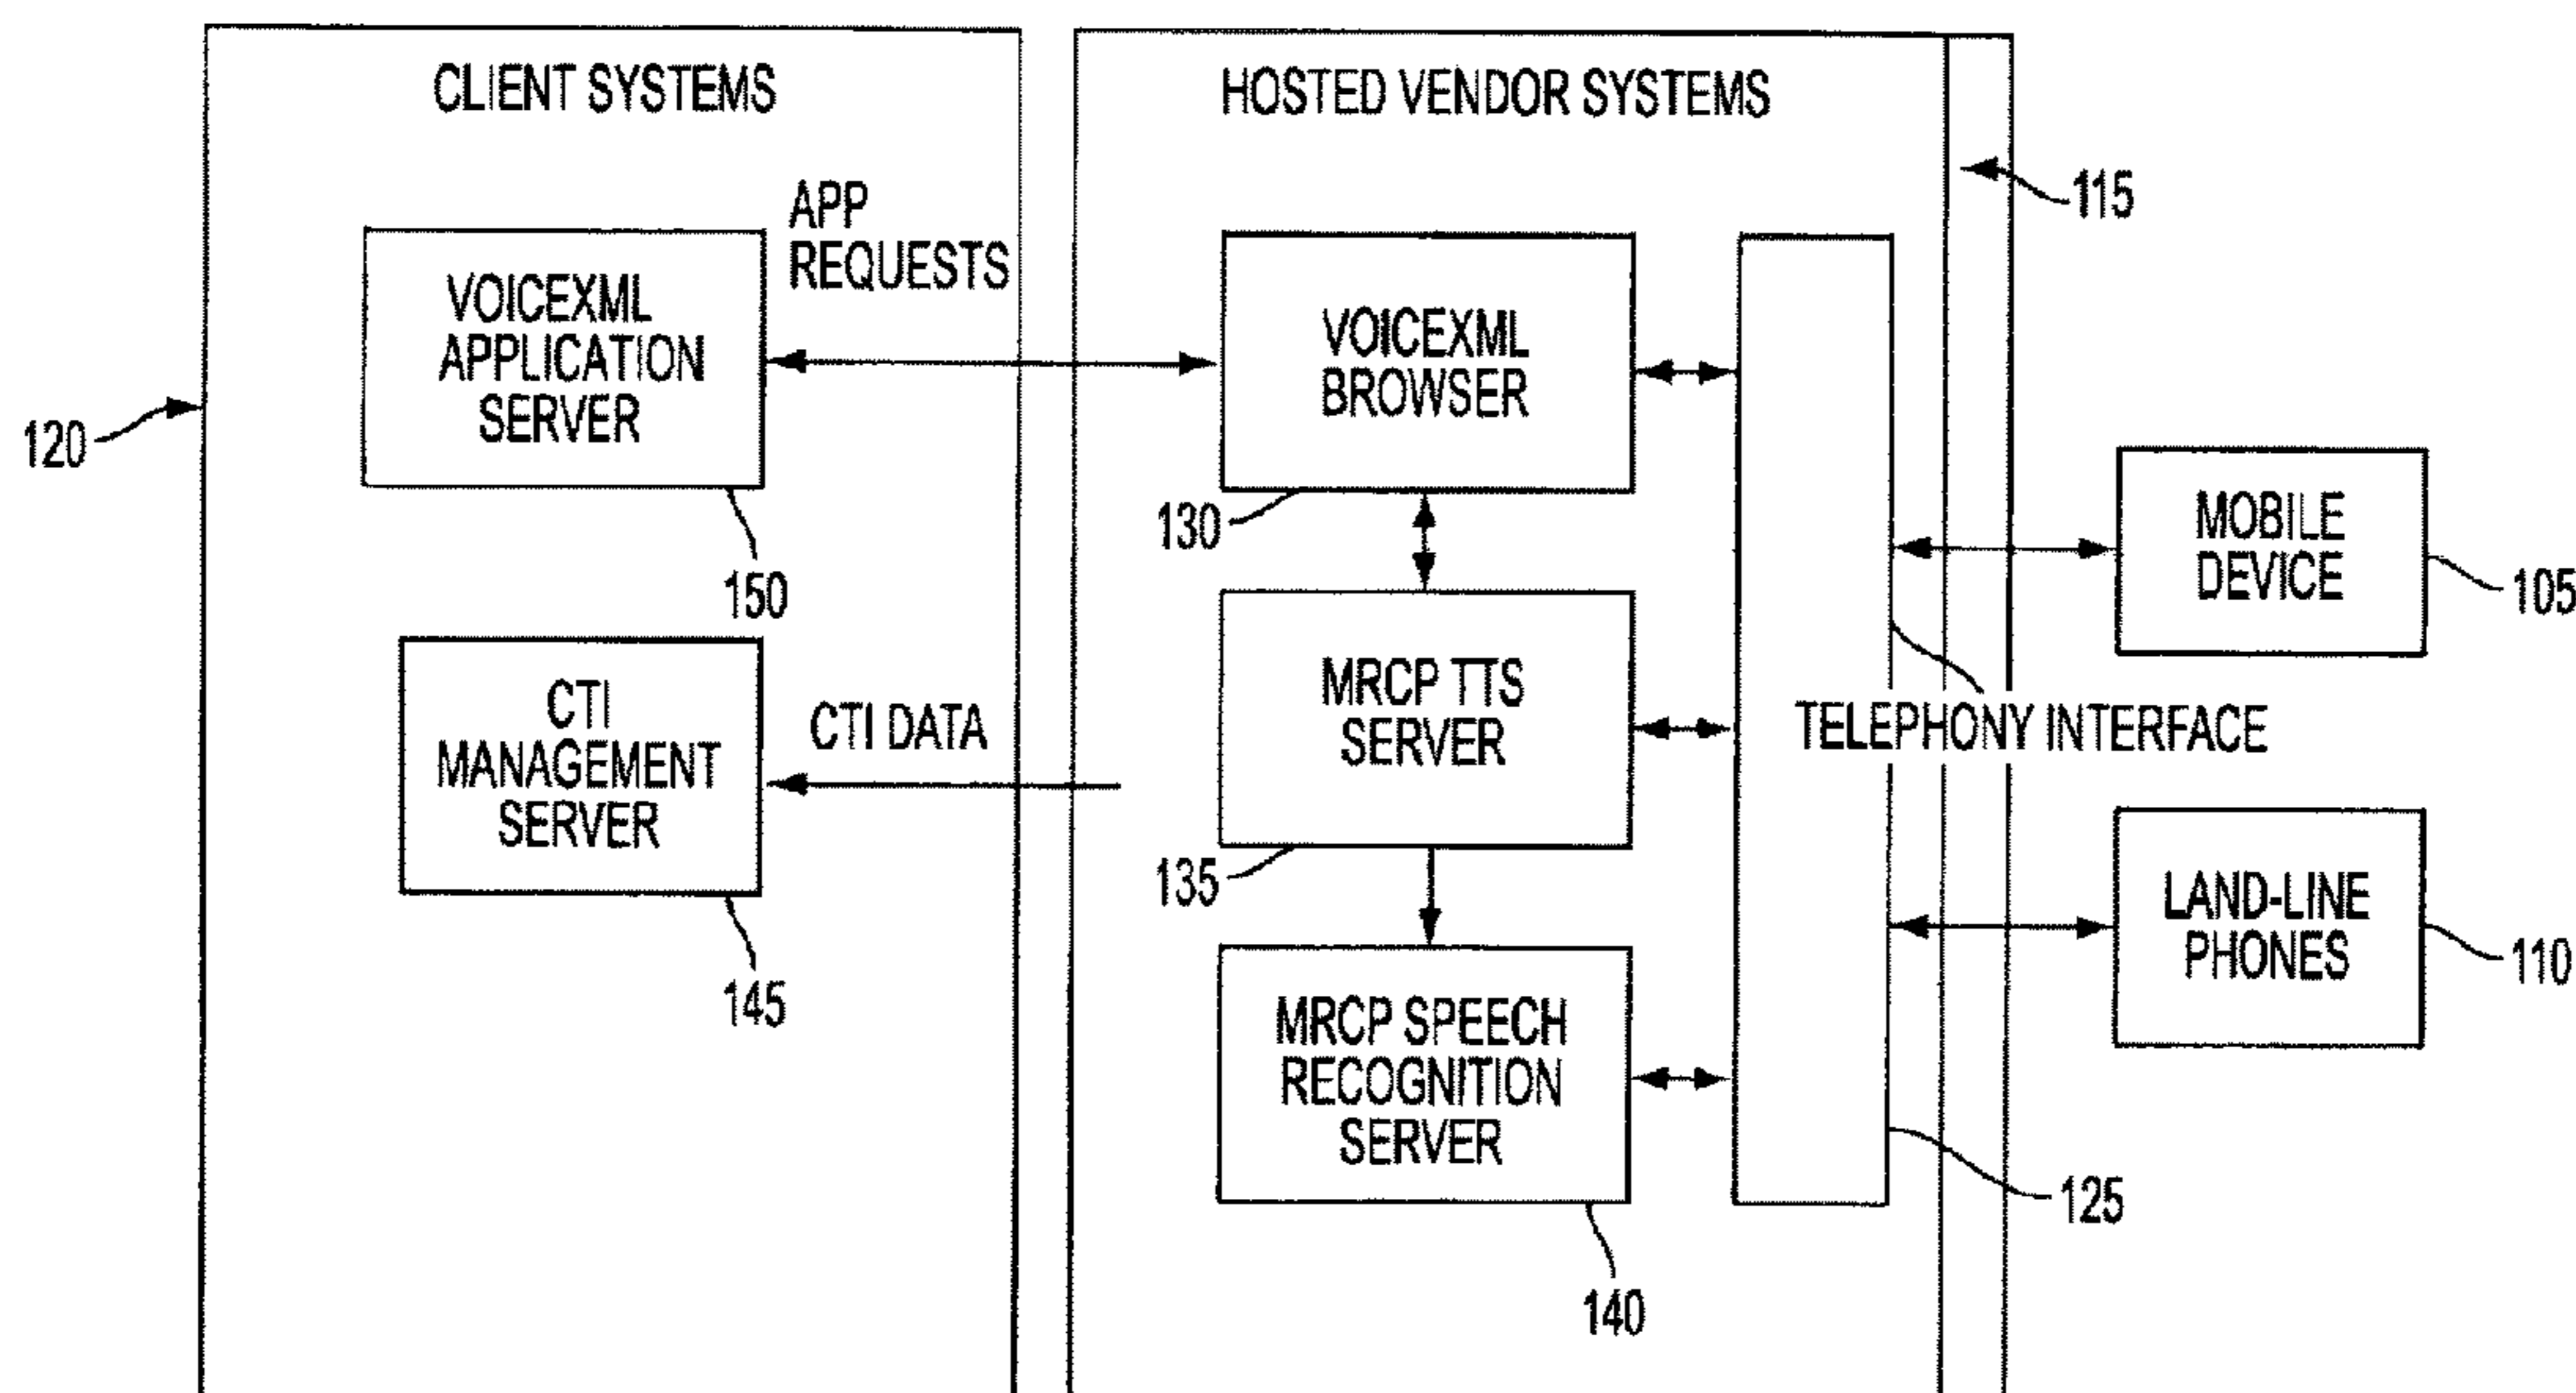 CLIENT SYSTEMS
HOSTED VENDOR SYSTEMS
115
APP
REQUESTS
VOICEXML
APPLICATION
SERVER
VOICEXML
BROWSER
120
130
150
MOBILE
DEVICE
105
CTI
MANAGEMENT
SERVER
CTI DATA
MRCP TTS
SERVER
TELEPHONY INTERFACE
135
145
LAND-LINE
PHONES
110
MRCP SPEECH
RECOGNITION
SERVER
125
140